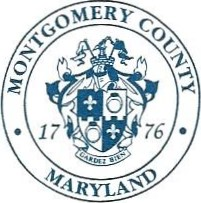 MONTGOMERY COUNTY
17 76
GARDEZ BIEN
MARYLAND